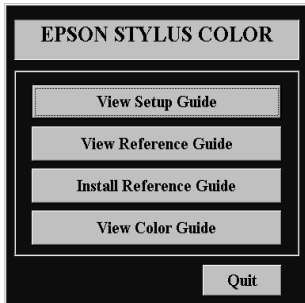 EPSON STYLUS COLOR
View Setup Guide
View Reference Guide
Install Reference Guide
View Color Guide
Quit